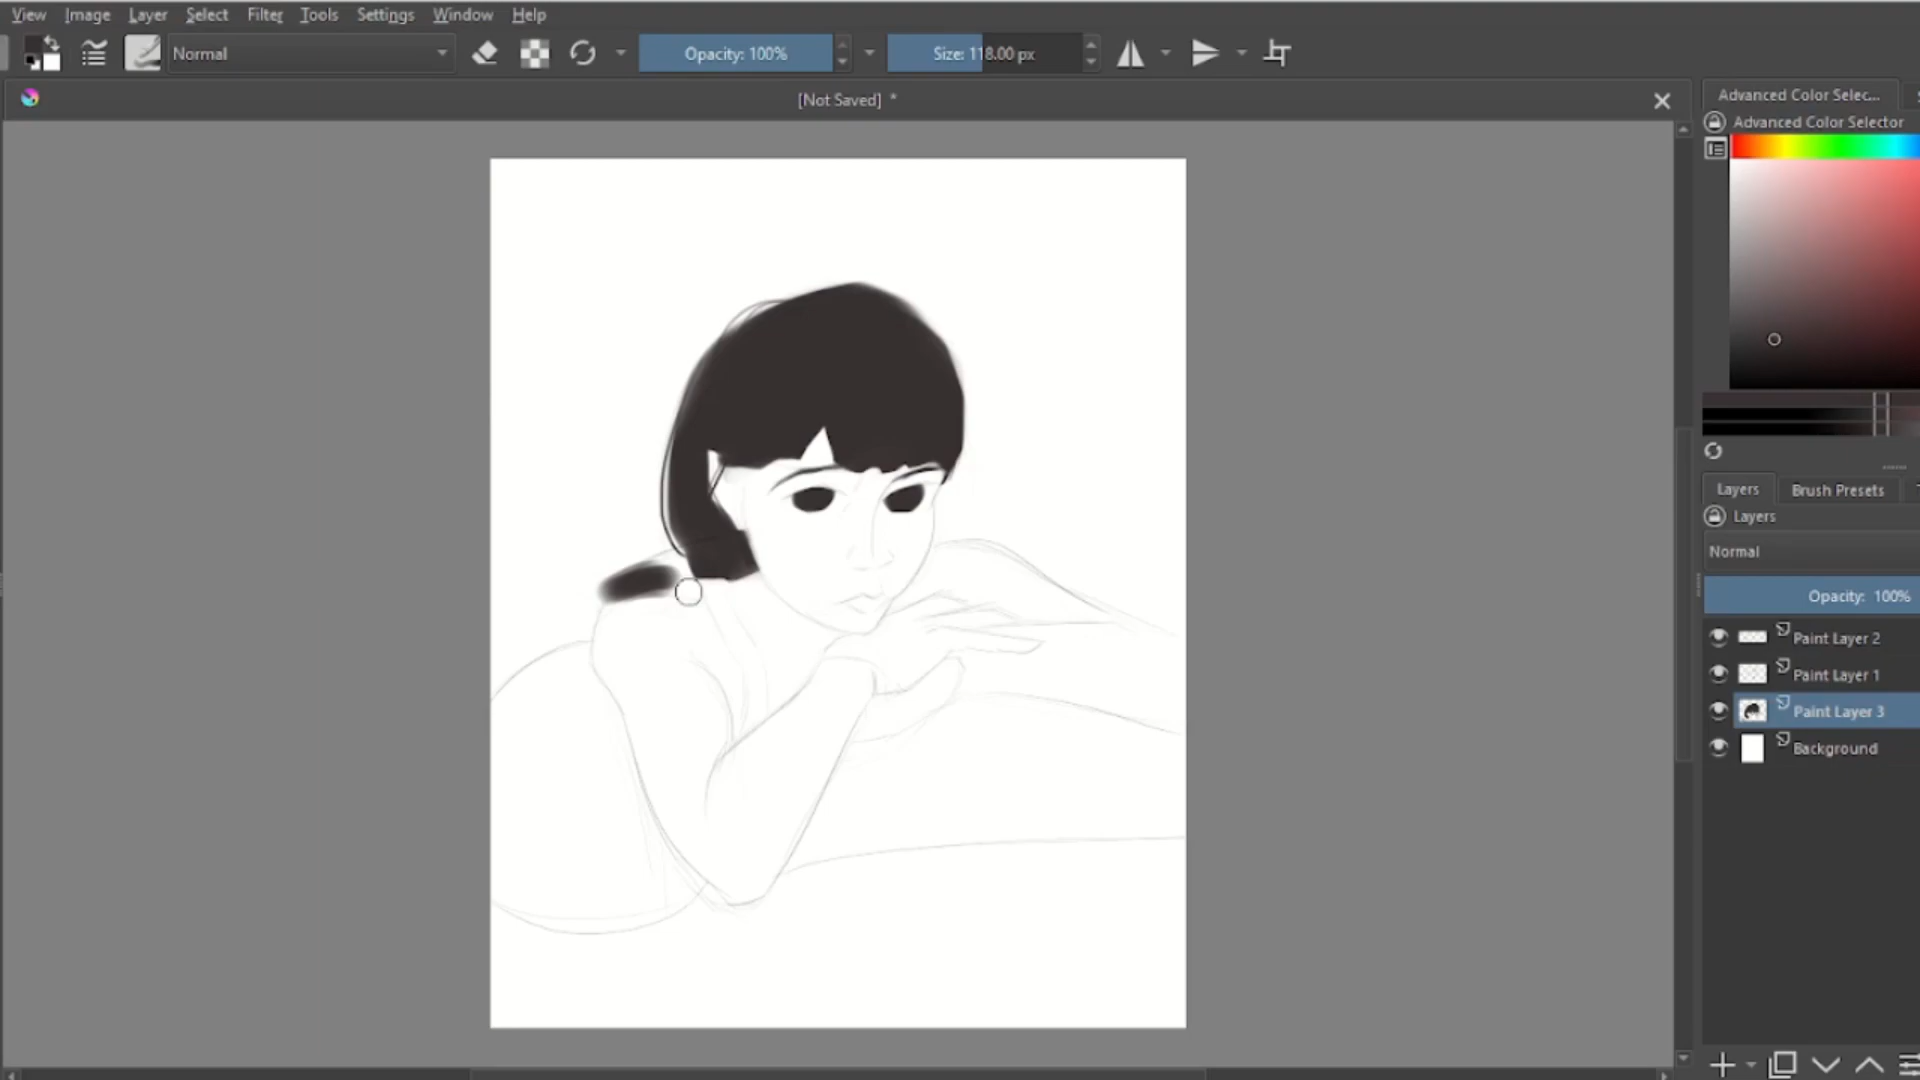 View Image Layer Select Filter Tools Settings Window Help
Normal
Opacity: 100%
Size: 118.00 px
[Not Saved] *
Advanced Color Selec...
Advanced Color Selector
Layers
Brush Presets
Layers
Normal
Opacity: 100%
Paint Layer 2
Paint Layer 1
Paint Layer 3
Background